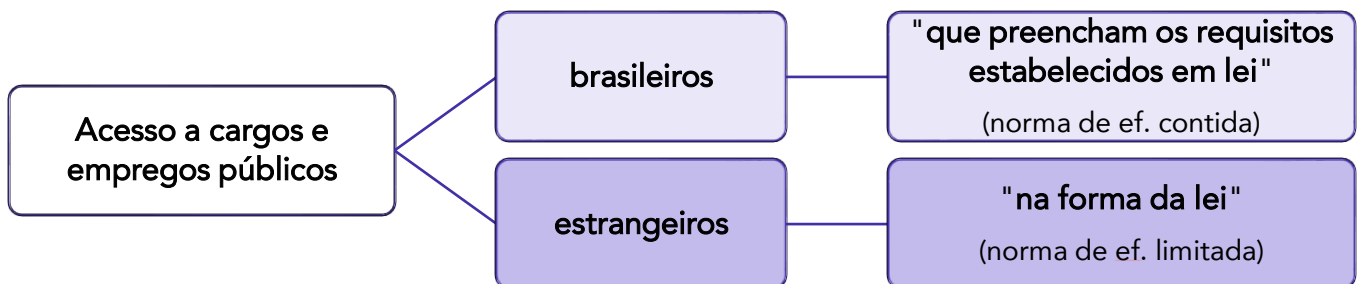 Acesso a cargos e
empregos públicos
brasileiros
"que preencham os requisitos
estabelecidos em lei"
(norma de ef. contida)
estrangeiros
"na forma da lei"
(norma de ef. limitada)